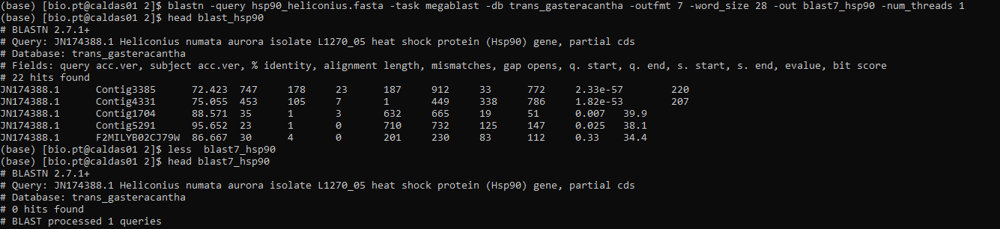 (base) [bio.pt@caldas01 2]$ blastn -query hsp90_heliconius.fasta -task megablast -db trans_gasteracantha -outfmt 7 -word_size 28 -out blast7_hsp90 -num_threads 1
(base) [bio.pt@caldas01 2]$ head blast_hsp90
# BLASTN 2.7.1+
# Query: JN174388.1 Heliconius numata aurora isolate L1270_05 heat shock protein (Hsp90) gene, partial cds
# Database: trans_gasteracantha
# Fields: query acc.ver, subject acc.ver, % identity, alignment length, mismatches, gap opens, q. start, q. end, s. start, s. end, evalue, bit score
# 22 hits found
JN174388.1 Contig3385 72.423 747 178 23 187 912 33 772 2.33e-57 220
JN174388.1 Contig4331 75.055 453 105 7 1 449 338 786 1.82e-53 207
JN174388.1 Contig1704 88.571 35 1 3 632 665 19 51 0.007 39.9
JN174388.1 Contig5291 95.652 23 1 0 710 732 125 147 0.025 38.1
JN174388.1 F2MILYB02CJ79W 86.667 30 4 0 201 230 83 112 0.33 34.4
(base) [bio.pt@caldas01 2]$ less  blast7_hsp90
(base) [bio.pt@caldas01 2]$ head blast7_hsp90
# BLASTN 2.7.1+
# Query: JN174388.1 Heliconius numata aurora isolate L1270_05 heat shock protein (Hsp90) gene, partial cds
# Database: trans_gasteracantha
# 0 hits found
# BLAST processed 1 queries